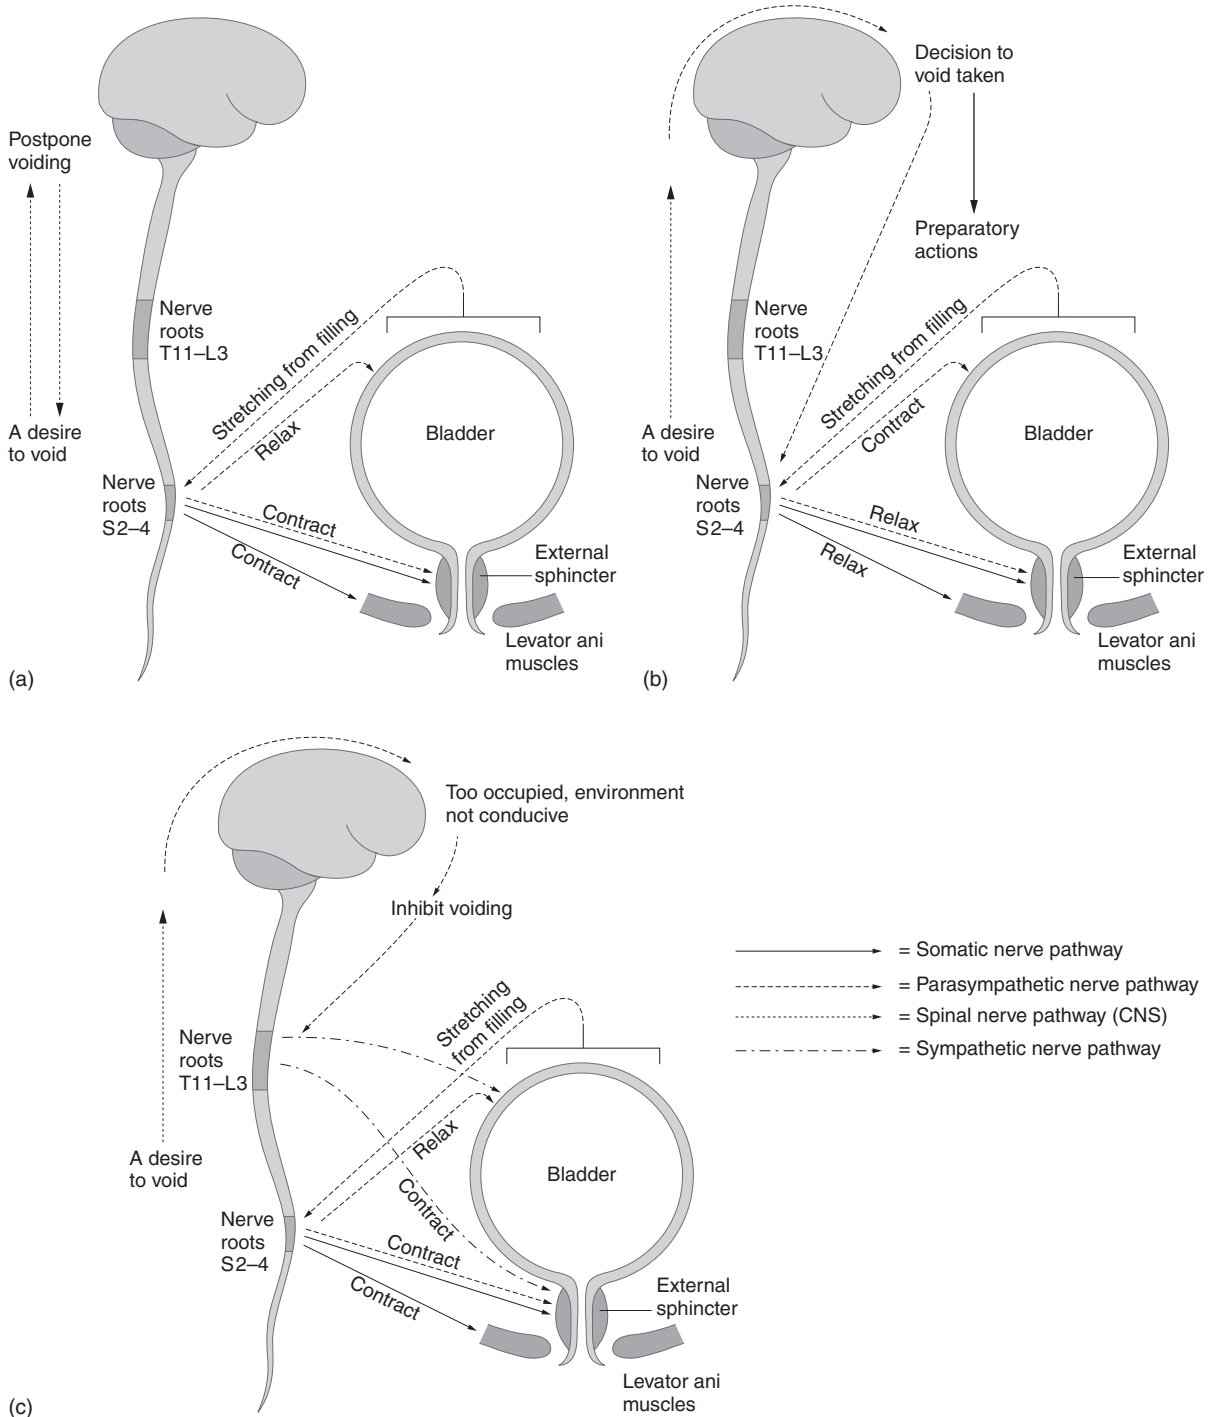 Postpone
voiding
Nerve
roots
T11–L3
Stretching from filling
Relax
A desire
to void
Bladder
Nerve
roots
S2–4
Contract
Contract
External
sphincter
Levator ani
muscles
(a)
Decision to
void taken
Preparatory
actions
Nerve
roots
T11–L3
Stretching from filling
Contract
A desire
to void
Bladder
Nerve
roots
S2–4
Relax
Relax
External
sphincter
Levator ani
muscles
(b)
Too occupied, environment
not conducive
Inhibit voiding
Stretching
from filling
Nerve
roots
T11–L3
Relax
A desire
to void
Bladder
Contract
Nerve
roots
S2–4
Contract
Contract
External
sphincter
Levator ani
muscles
(c)
= Somatic nerve pathway
= Parasympathetic nerve pathway
= Spinal nerve pathway (CNS)
= Sympathetic nerve pathway